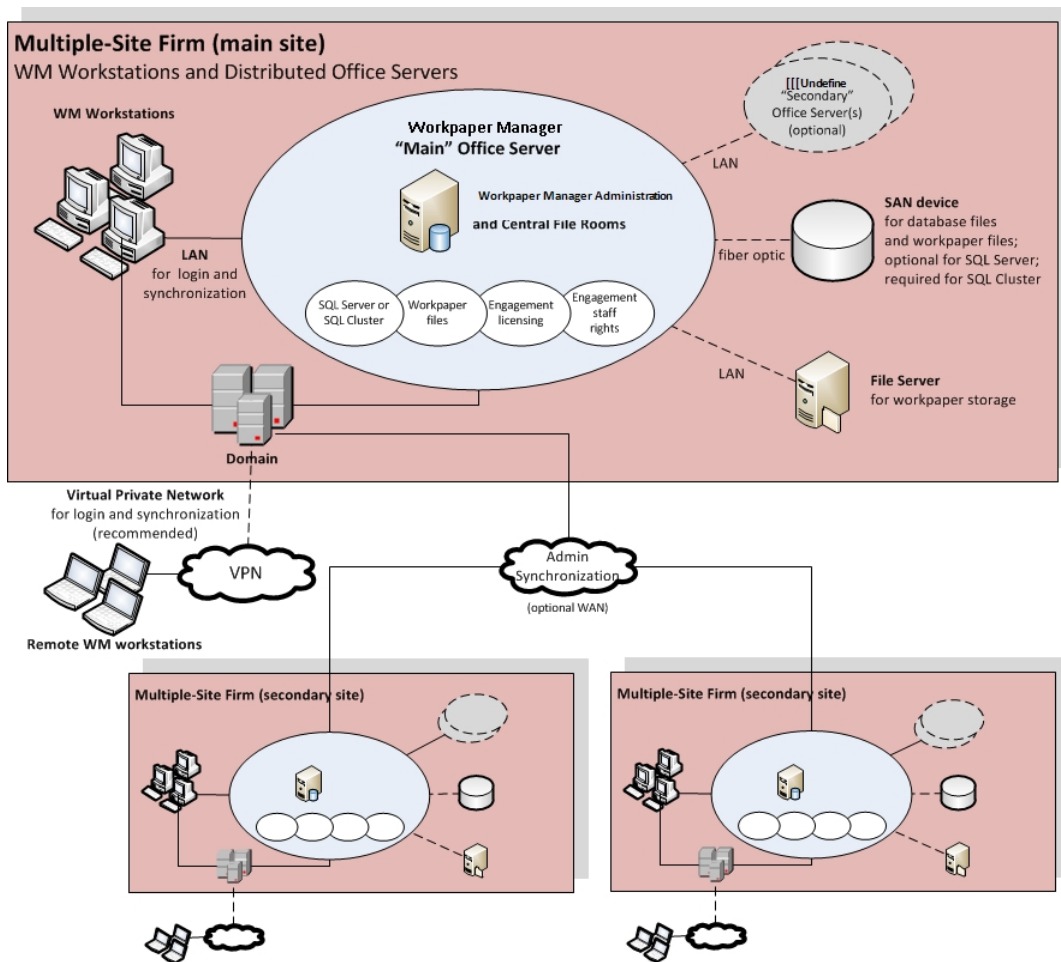 Multiple-Site Firm (main site)
WM Workstations and Distributed Office Servers
WM Workstations
Workpaper Manager
“Main” Office Server
Workpaper Manager Administration
and Central File Rooms
SQL Server or
SQL Cluster
Workpaper
files
Engagement
licensing
Engagement
staff
rights
LAN
for login and
synchronization
[[[Undefine
“Secondary”
Office Server(s)
(optional)
LAN
fiber optic
SAN device
for database files
and workpaper files;
optional for SQL Server;
required for SQL Cluster
LAN
File Server
for workpaper storage
Domain
Virtual Private Network
for login and synchronization
(recommended)
VPN
Remote WM workstations
Admin
Synchronization
(optional WAN)
Multiple-Site Firm (secondary site)
Multiple-Site Firm (secondary site)